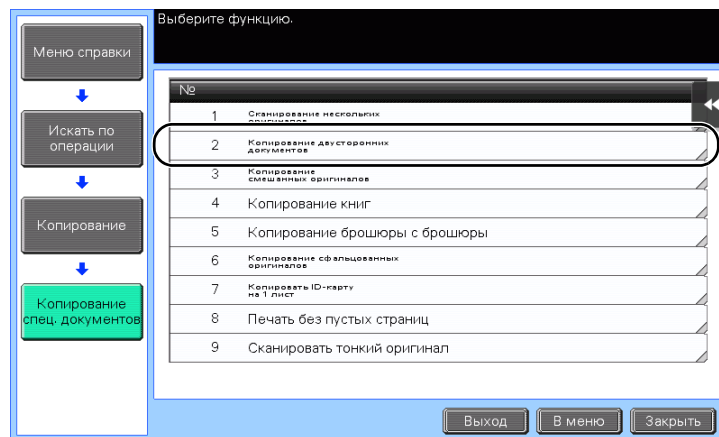 Выберите функцию.
Меню справки
Искать по
операции
Копирование
Копирование
спец. документов
№
1 Сканирование нескольких
оригиналов
2 Копирование двусторонних
документов
3 Копирование
смешанных оригиналов
4 Копирование книг
5 Копирование брошюры с брошюры
6 Копирование сфальцованных
оригиналов
7 Копировать ID-карту
на 1 лист
8 Печать без пустых страниц
9 Сканировать тонкий оригинал
Выход
В меню
Закрыть